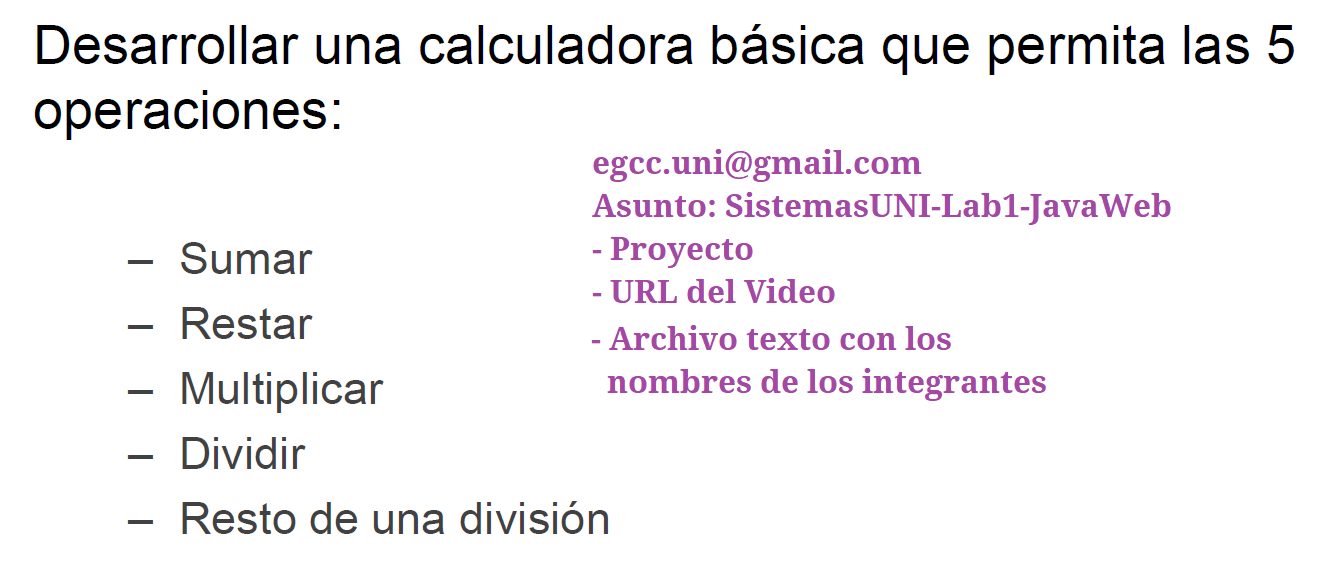 Desarrollar una calculadora básica que permita las 5
operaciones:
egcc.uni@gmail.com
Asunto: SistemasUNI-Lab1-JavaWeb
- Proyecto
- URL del Video
- Archivo texto con los
nombres de los integrantes
– Sumar
– Restar
– Multiplicar
– Dividir
– Resto de una división